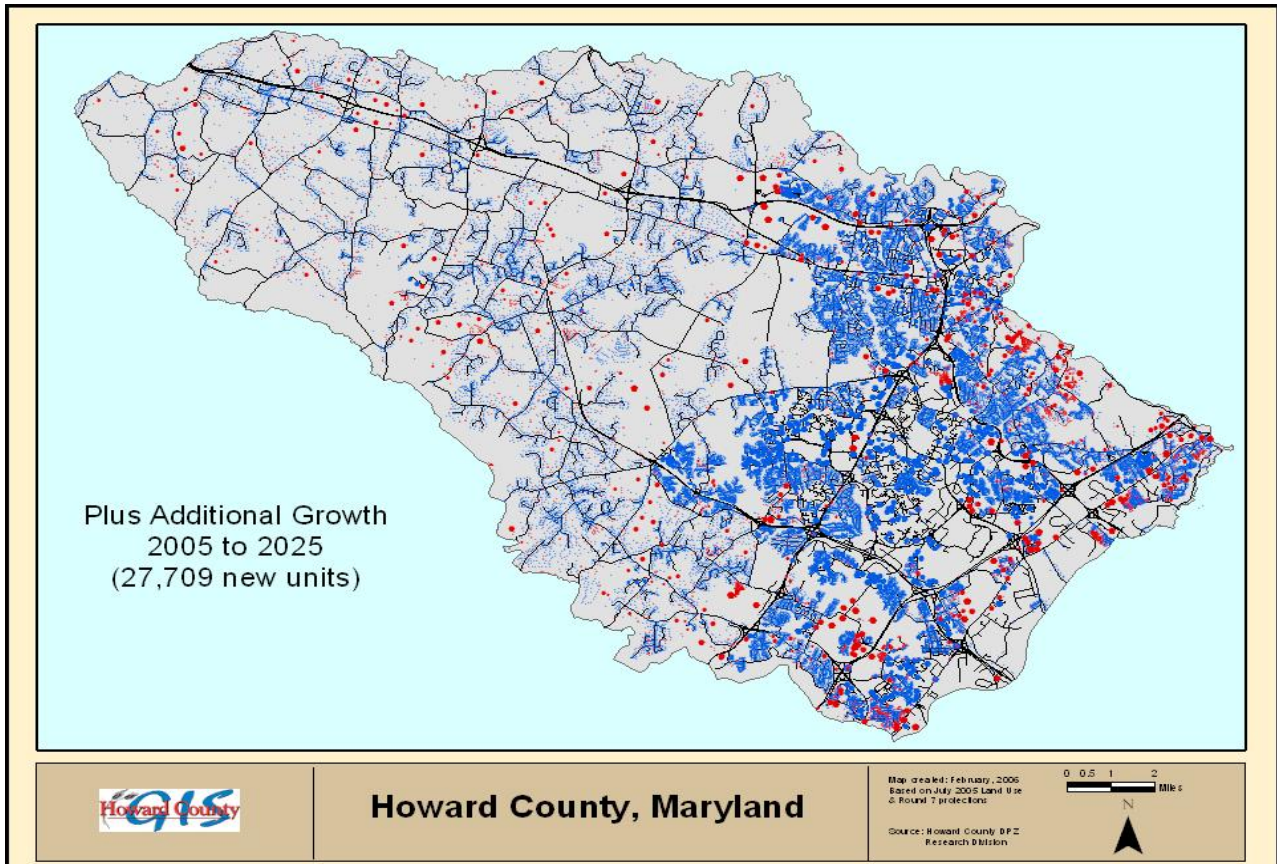 Plus Additional Growth
2005 to 2025
(27,709 new units)
Howard County
GIS
Howard County, Maryland
Map created: February, 2006
Based on July 2005 Land Use
& Round 7 projections
Source: Howard County DPZ
Research Division
0 0.5 1 2
Miles
N